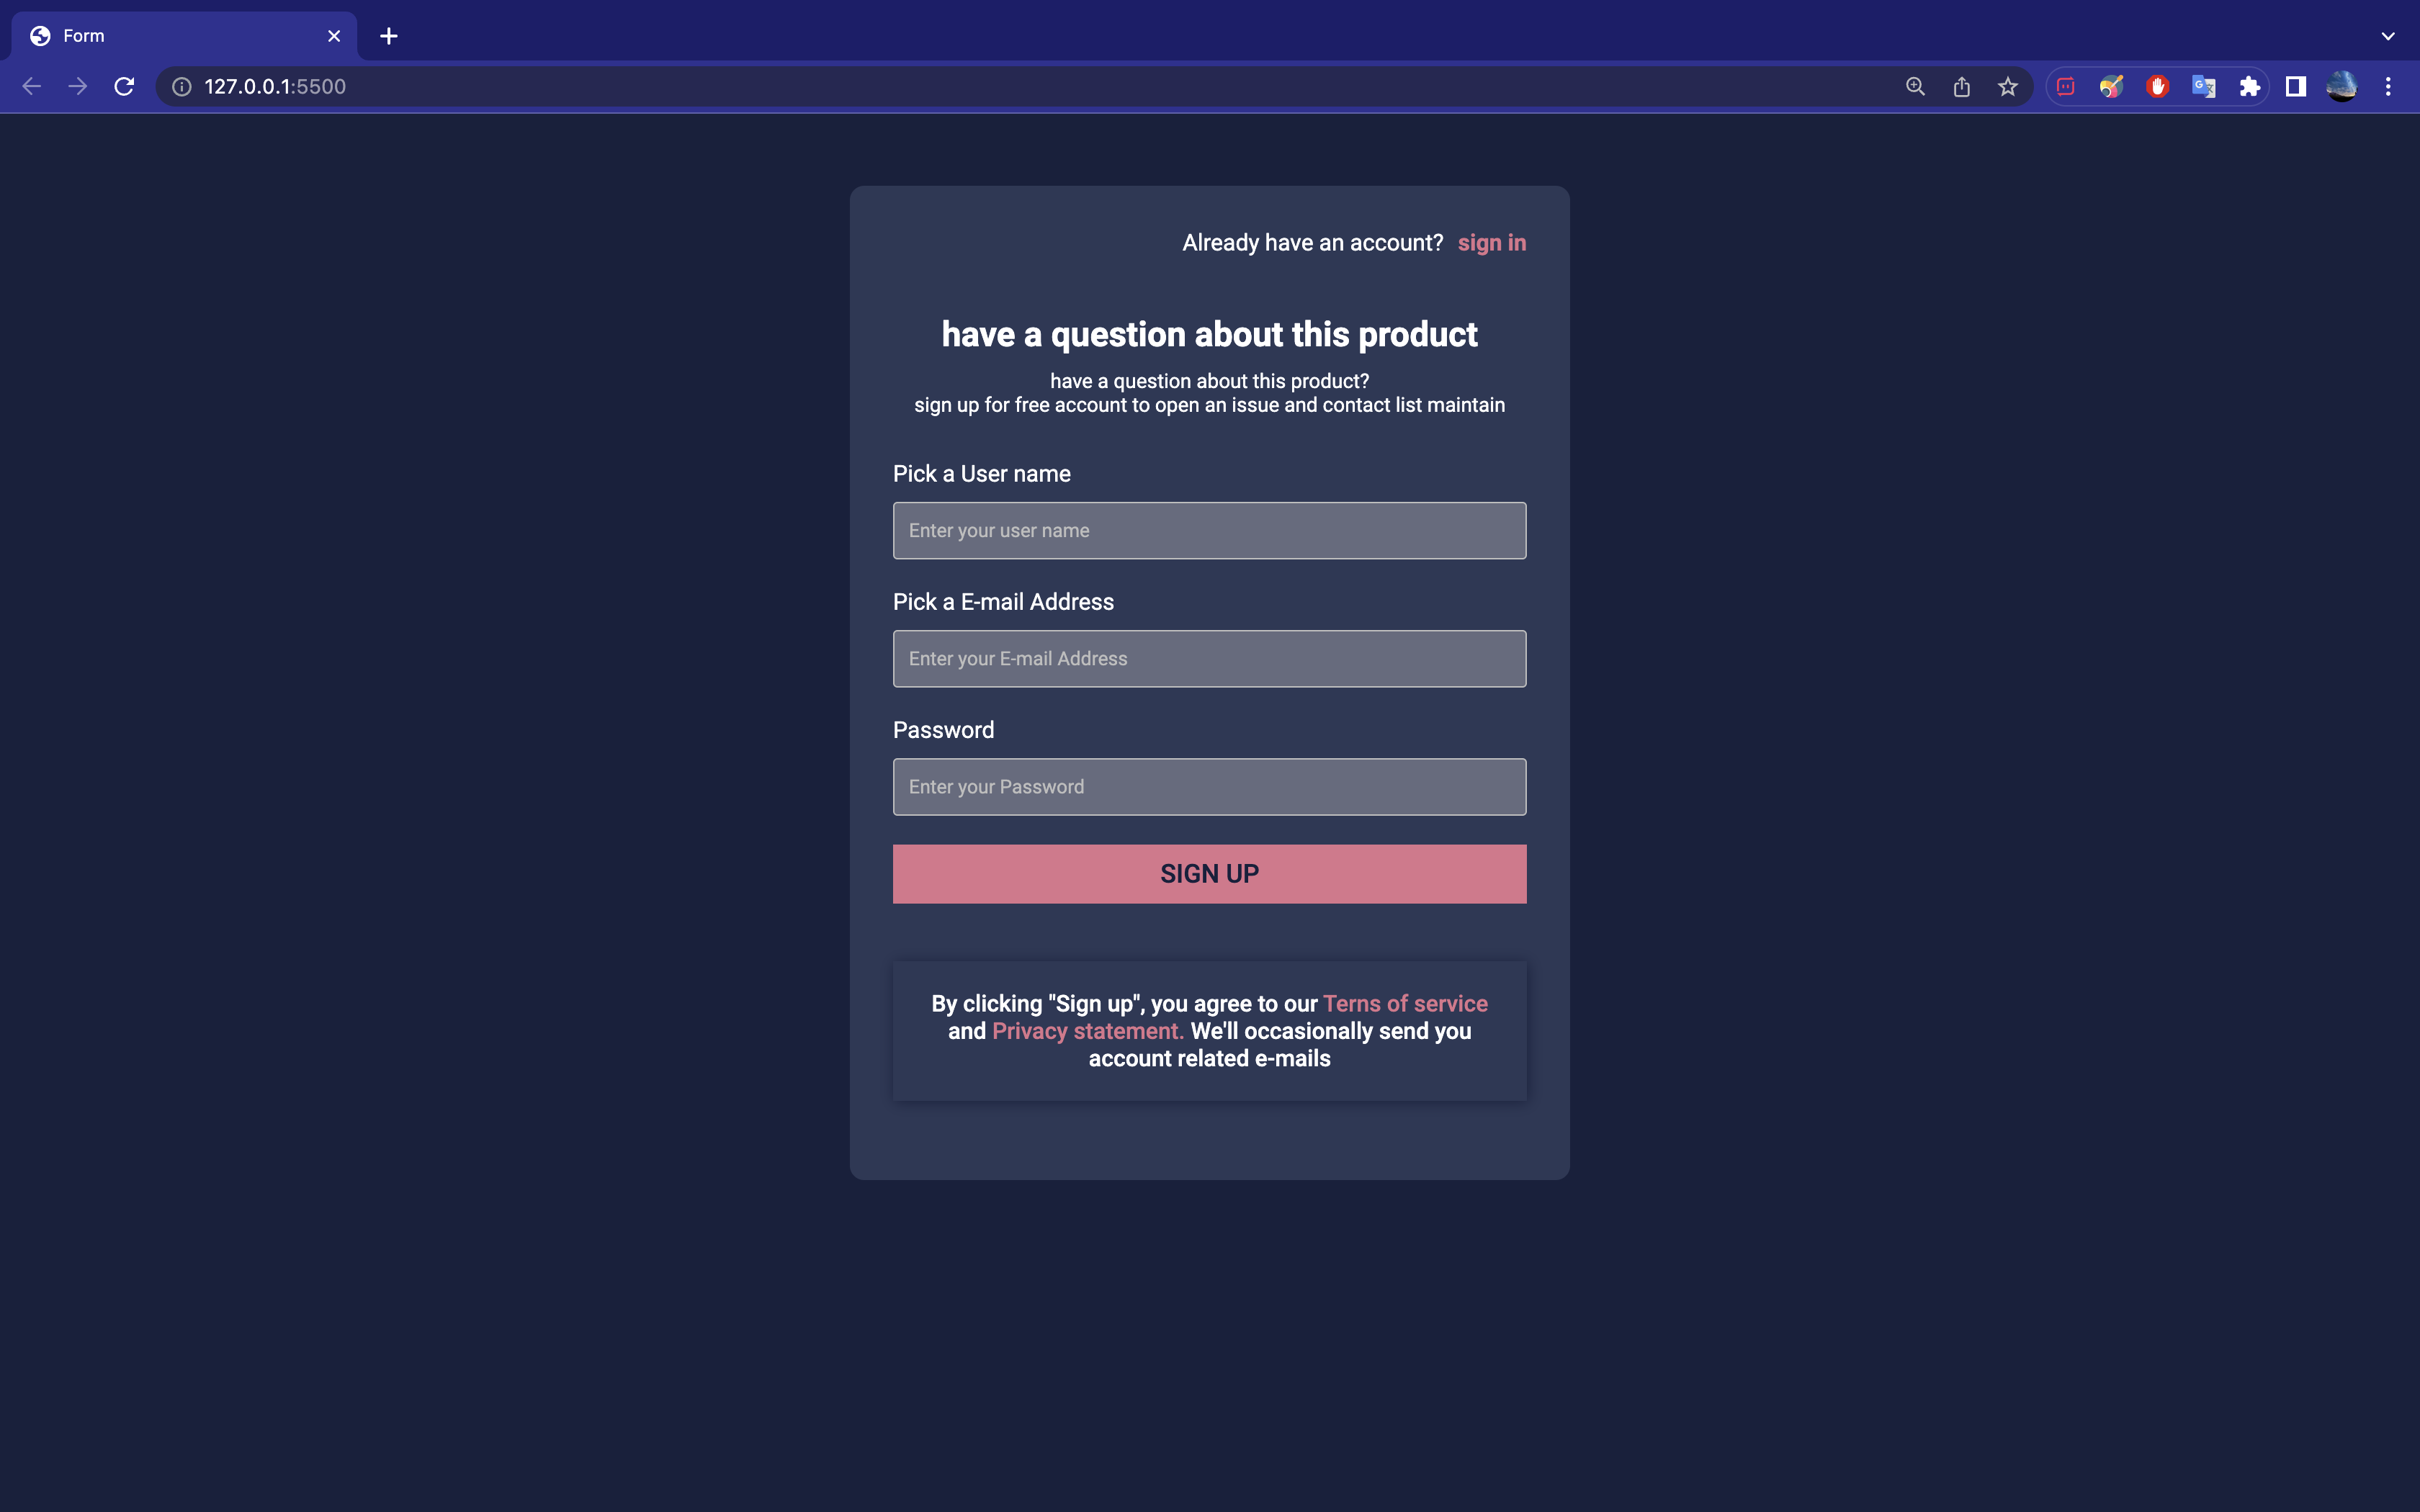 Form
127.0.0.1:5500
Already have an account? sign in
have a question about this product
have a question about this product?
sign up for free account to open an issue and contact list maintain
Pick a User name
Enter your user name
Pick a E-mail Address
Enter your E-mail Address
Password
Enter your Password
SIGN UP
By clicking "Sign up", you agree to our Terns of service
and Privacy statement. We'll occasionally send you
account related e-mails